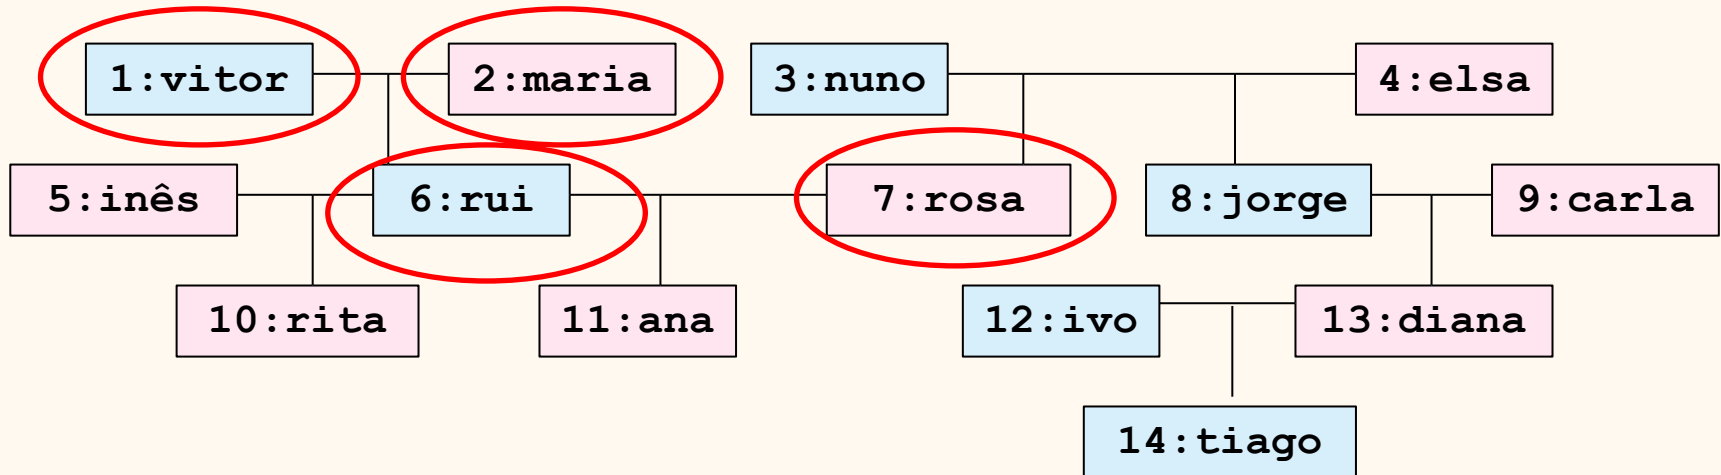 1:vitor
2:maria
3:nuno
4:elsa
5:inês
6:rui
7:rosa
8:jorge
9:carla
10:rita
11:ana
12:ivo
13:diana
14:tiago